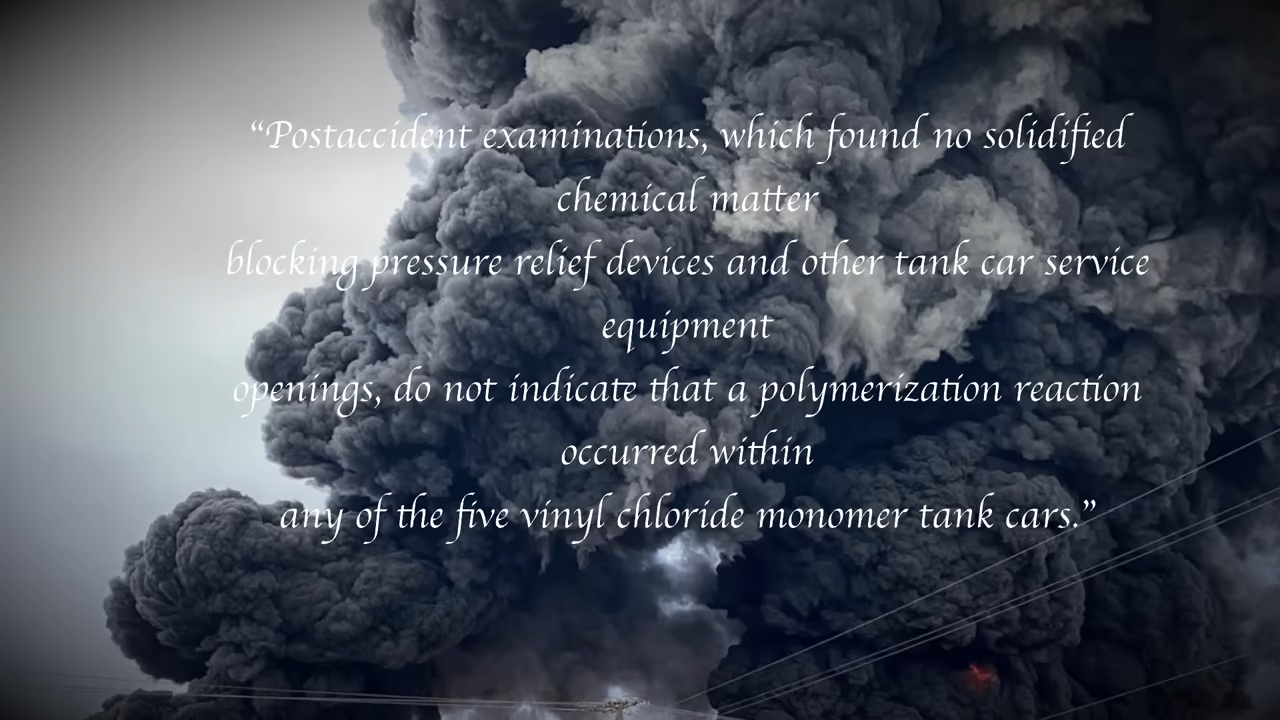 “Postaccident examinations, which found no solidified
chemical matter
blocking pressure relief devices and other tank car service
equipment
openings, do not indicate that a polymerization reaction
occurred within
any of the five vinyl chloride monomer tank cars.”